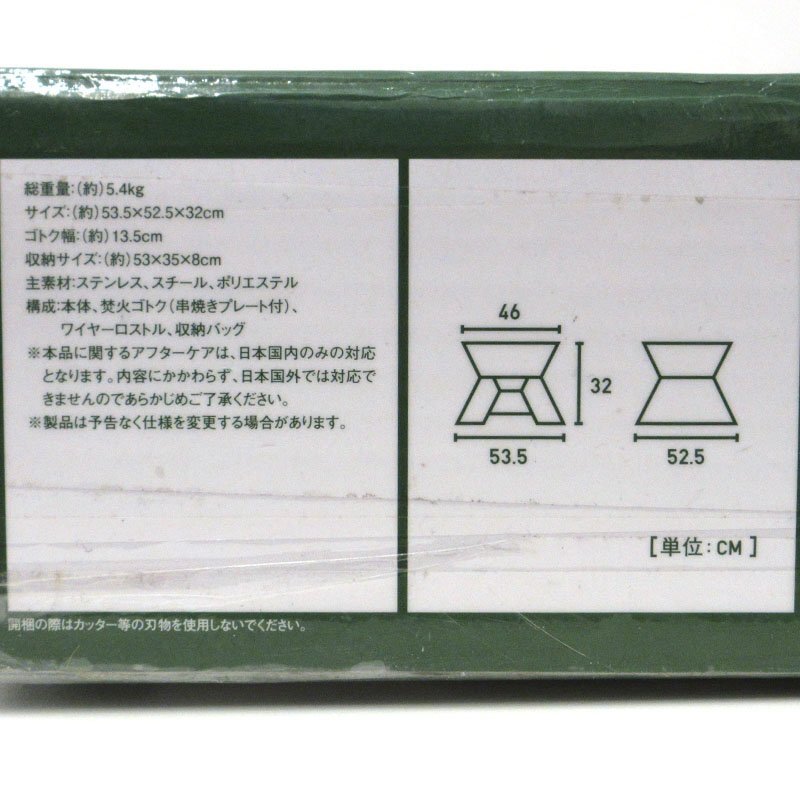 総重量:(約)5.4kg
サイズ:(約)53.5×52.5×32cm
ゴトク幅:(約)13.5cm
収納サイズ:(約)53×35×8cm
主素材:ステンレス、スチール、ポリエステル
構成:本体、焚火ゴトク(串焼きプレート付)、
ワイヤーロストル、収納バッグ
※本品に関するアフターケアは、日本国内のみの対応
となります。内容にかかわらず、日本国外では対応で
きませんのであらかじめご了承ください。
※製品は予告なく仕様を変更する場合があります。
46
32
53.5
52.5
[単位:CM]
開梱の際はカッター等の刃物を使用しないでください。